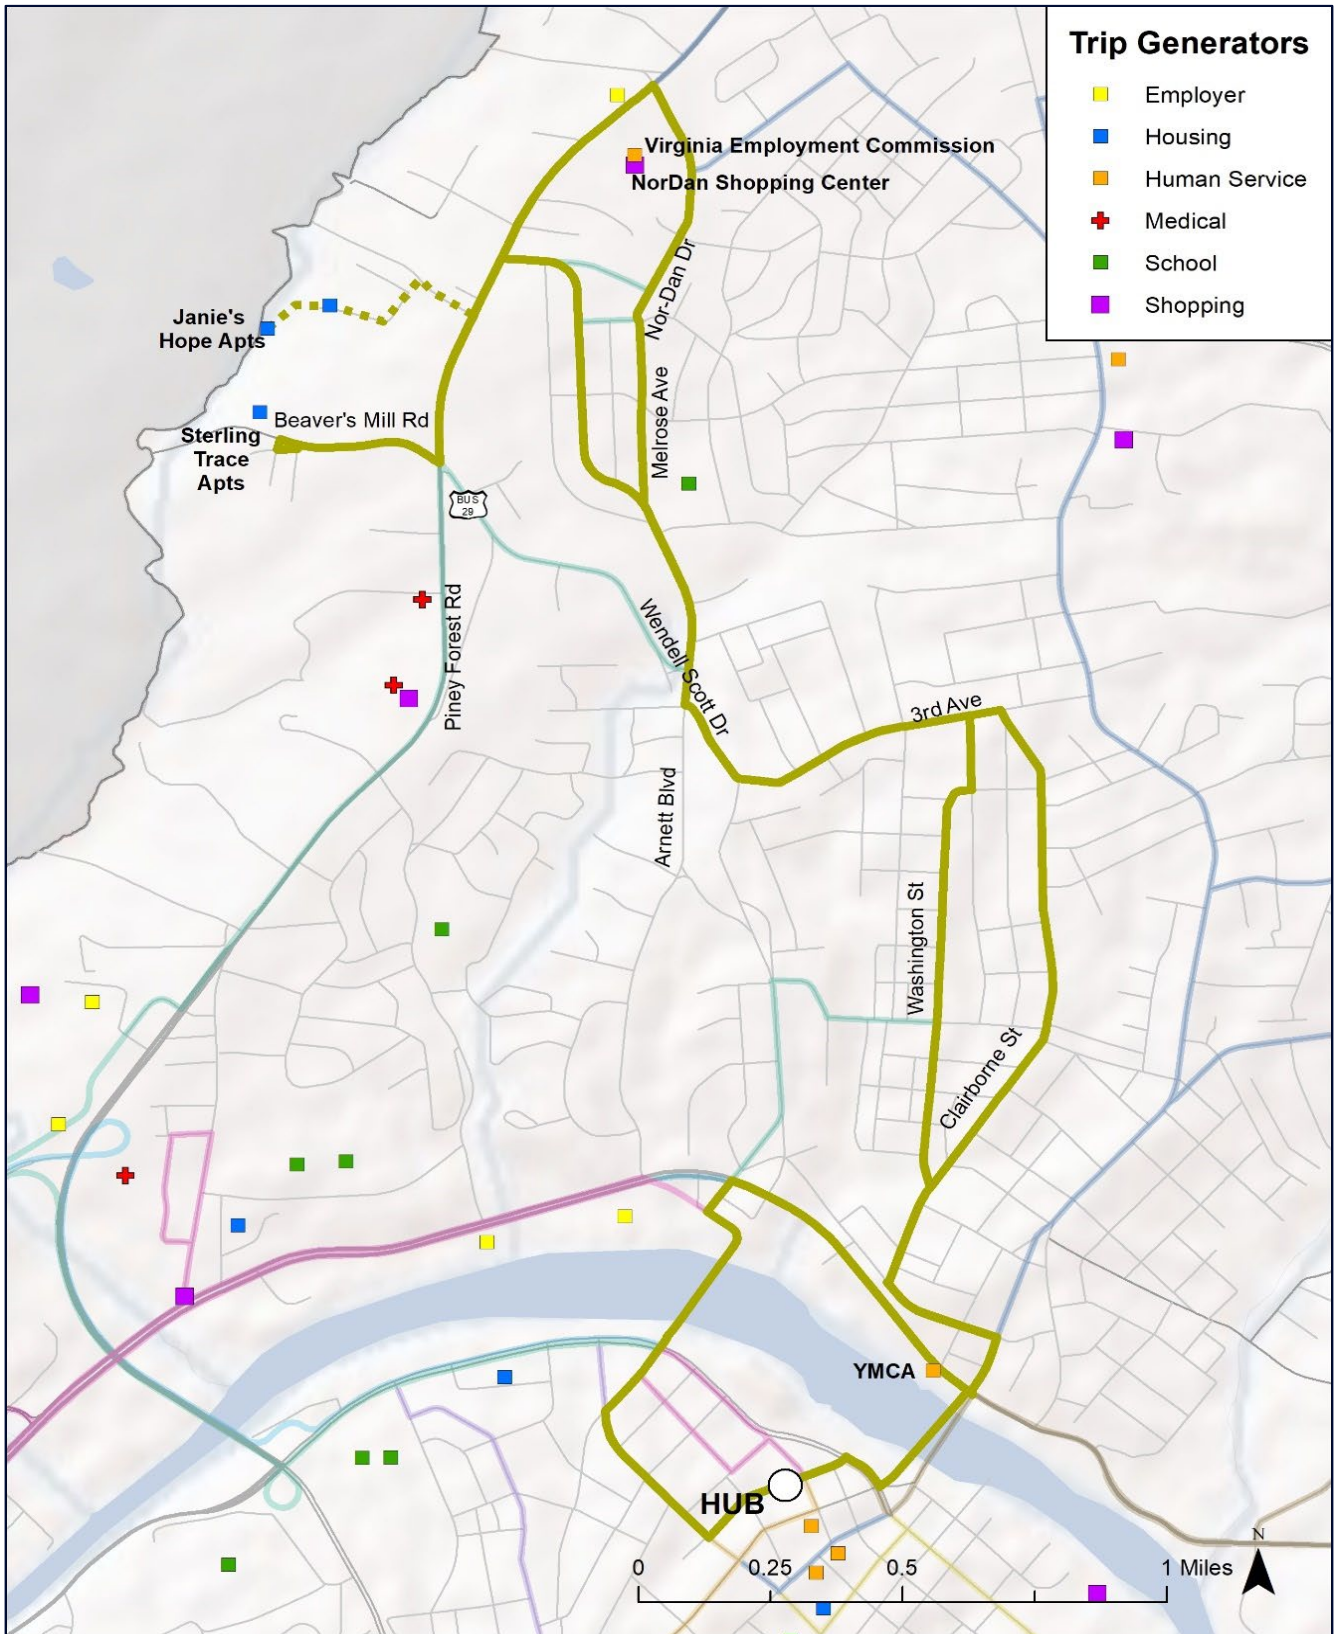 Trip Generators
Employer
Housing
Human Service
Medical
School
Shopping
Virginia Employment Commission
NorDan Shopping Center
Nor-Dan Dr
Janie's
Hope Apts
Melrose Ave
Beaver's Mill Rd
Sterling
Trace
Apts
BUS
29
Piney Forest Rd
Wendell Scott Dr
3rd Ave
Arnett Blvd
Washington St
Clairborne St
YMCA
HUB
N
0 0.25 0.5 1 Miles